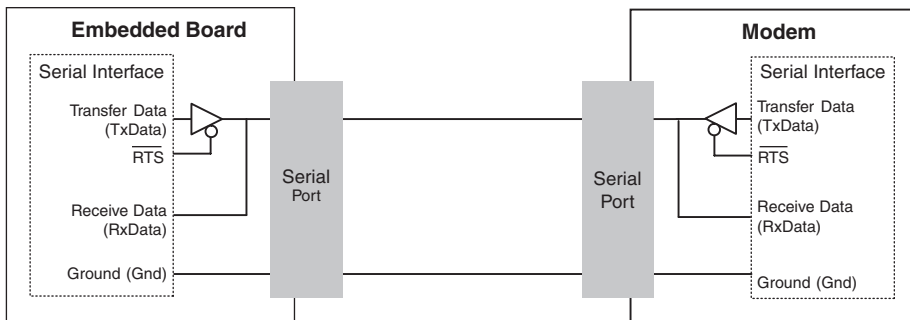 Embedded Board
Serial Interface
Transfer Data
(TxData)
RTS
Receive Data
(RxData)
Ground (Gnd)
Serial
Port
Serial
Port
Modem
Serial Interface
Transfer Data
(TxData)
RTS
Receive Data
(RxData)
Ground (Gnd)